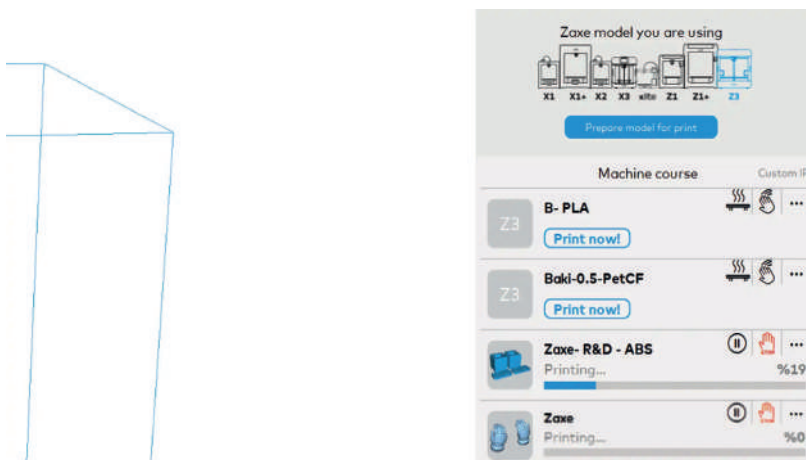 Zaxe model you are using
X1 X1+ X2 X3 xlite Z1 Z1+ Z3
Prepare model for print
Machine course Custom IP
Z3
B- PLA
Print now!
Z3
Baki-0.5-PetCF
Print now!
Zaxe- R&D - ABS
Printing... %19
Zaxe
Printing... %0